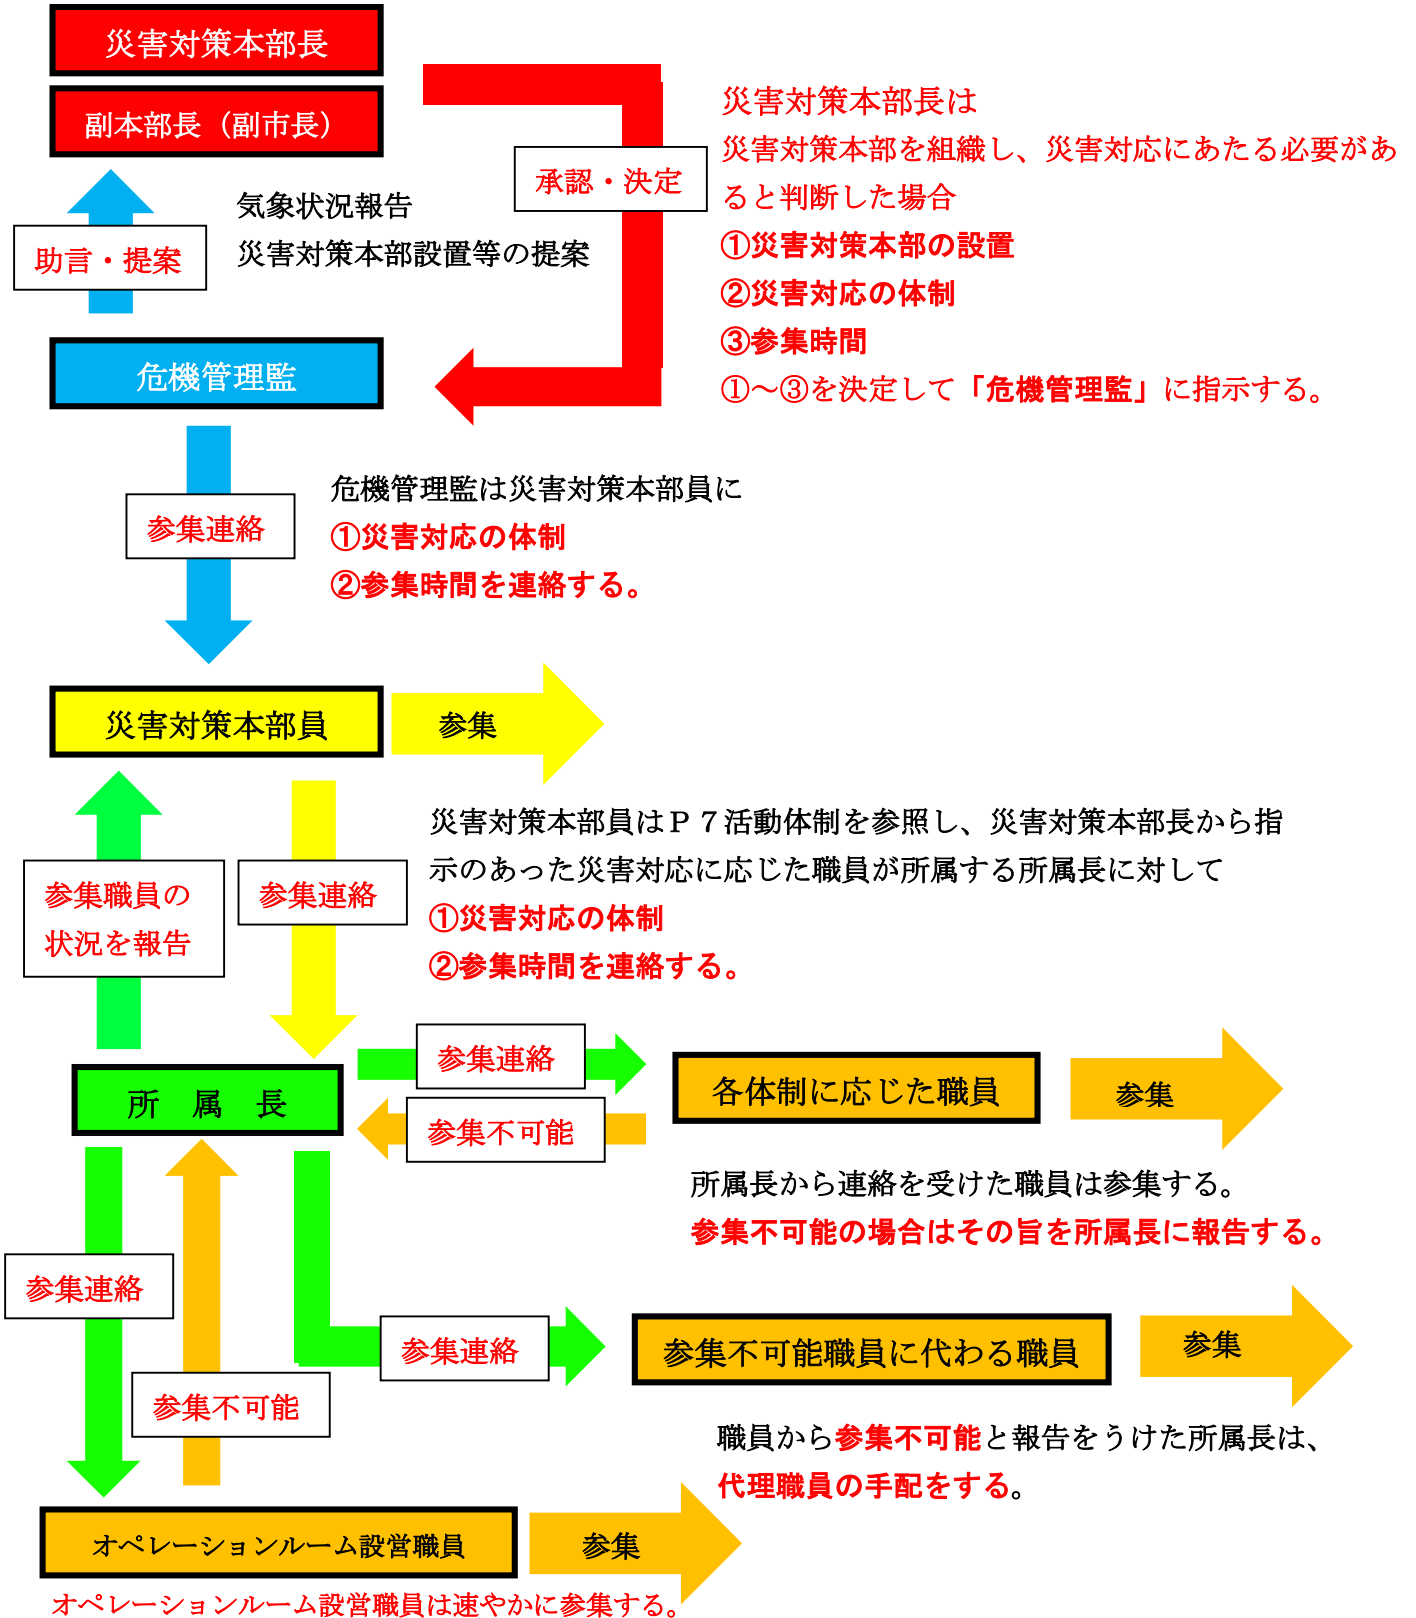 災害対策本部長
副本部長（副市長）
承認・決定
災害対策本部長は
災害対策本部を組織し、災害対応にあたる必要があ
ると判断した場合
①災害対策本部の設置
②災害対応の体制
③参集時間
①～③を決定して「危機管理監」に指示する。
助言・提案
気象状況報告
災害対策本部設置等の提案
危機管理監
参集連絡
危機管理監は災害対策本部員に
①災害対応の体制
②参集時間を連絡する。
災害対策本部員
参集
参集職員の
状況を報告
参集連絡
災害対策本部員はＰ７活動体制を参照し、災害対策本部長から指
示のあった災害対応に応じた職員が所属する所属長に対して
①災害対応の体制
②参集時間を連絡する。
所　属　長
参集連絡
参集不可能
各体制に応じた職員
参集
所属長から連絡を受けた職員は参集する。
参集不可能の場合はその旨を所属長に報告する。
参集連絡
参集不可能
参集連絡
参集不可能職員に代わる職員
参集
職員から参集不可能と報告をうけた所属長は、
代理職員の手配をする。
オペレーションルーム設営職員
参集
オペレーションルーム設営職員は速やかに参集する。